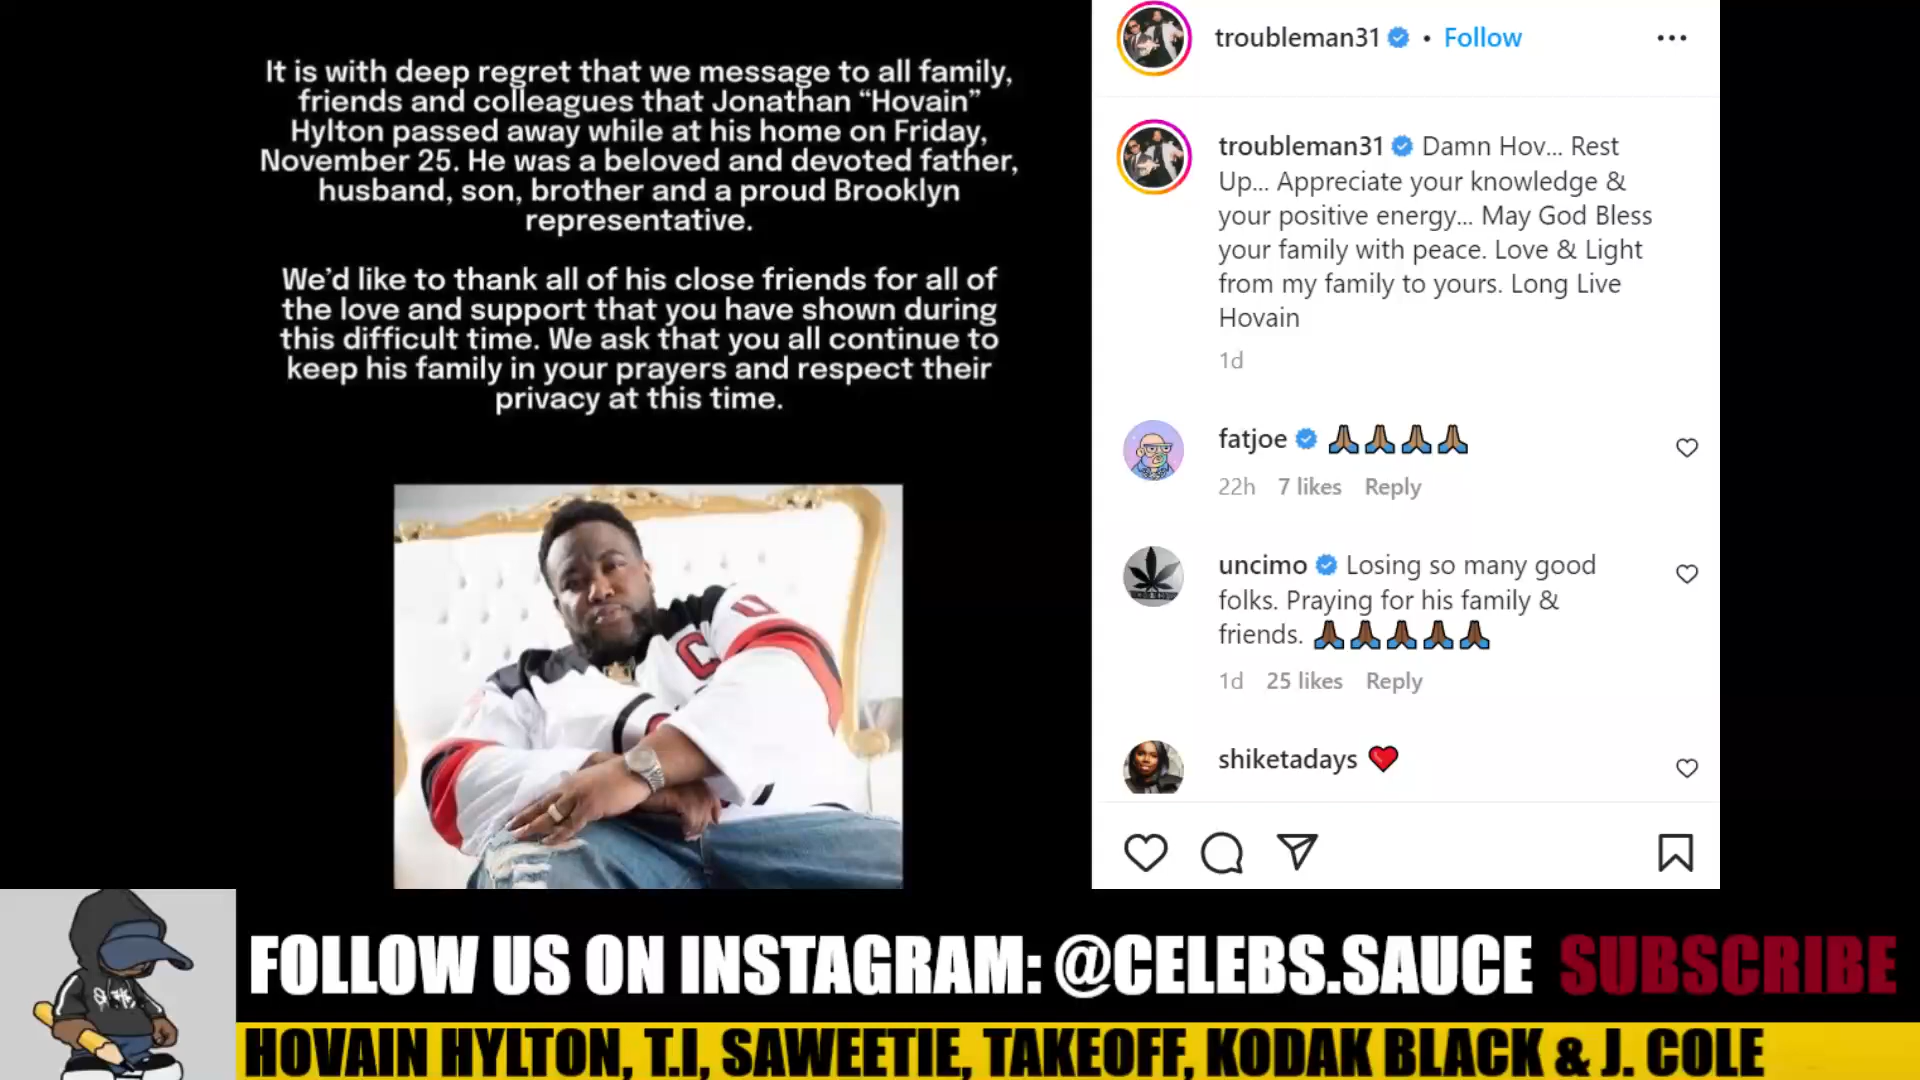 It is with deep regret that we message to all family,
friends and colleagues that Jonathan “Hovain”
Hylton passed away while at his home on Friday,
November 25. He was a beloved and devoted father,
husband, son, brother and a proud Brooklyn
representative.
We’d like to thank all of his close friends for all of
the love and support that you have shown during
this difficult time. We ask that you all continue to
keep his family in your prayers and respect their
privacy at this time.
troubleman31 • Follow
troubleman31 Damn Hov... Rest
Up... Appreciate your knowledge &
your positive energy... May God Bless
your family with peace. Love & Light
from my family to yours. Long Live
Hovain
1d
fatjoe 🙏🏽🙏🏽🙏🏽🙏🏽
22h 7 likes Reply
uncimo Losing so many good
folks. Praying for his family &
friends. 🙏🏾🙏🏾🙏🏾🙏🏾🙏🏾
1d 25 likes Reply
shiketadays ❤️
FOLLOW US ON INSTAGRAM: @CELEBS.SAUCE SUBSCRIBE
HOVAIN HYLTON, T.I, SAWEETIE, TAKEOFF, KODAK BLACK & J. COLE